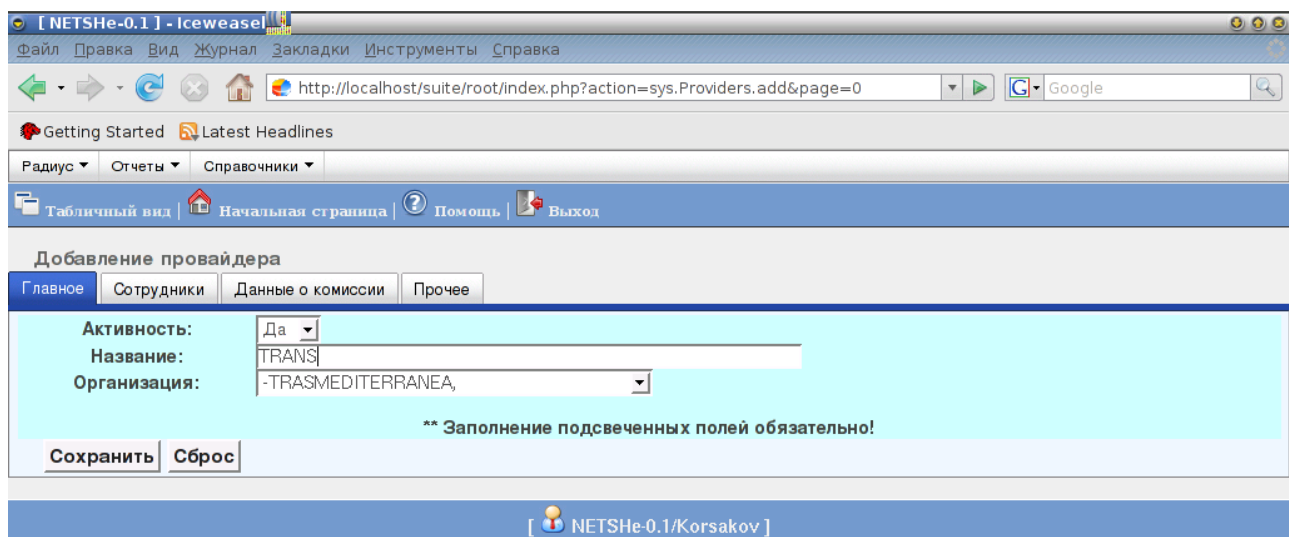 [ NETSHe-0.1 ] - Iceweasel
Файл Правка Вид Журнал Закладки Инструменты Справка
http://localhost/suite/root/index.php?action=sys.Providers.add&page=0 G Google
Getting Started Latest Headlines
Радиус Отчеты Справочники
Табличный вид | Начальная страница | Помощь | Выход
Добавление провайдера
Главное Сотрудники Данные о комиссии Прочее
Активность: Да
Название: TRANS
Организация: -TRASMEDITERRANEA,
** Заполнение подсвеченных полей обязательно!
Сохранить Сброс
[ NETSHe-0.1/Korsakov ]